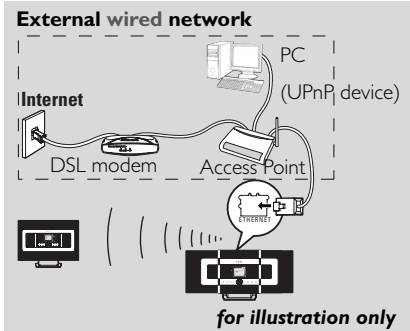 External wired network
PC
(UPnP device)
Internet
DSL modem
Access Point
ETHERNET
for illustration only